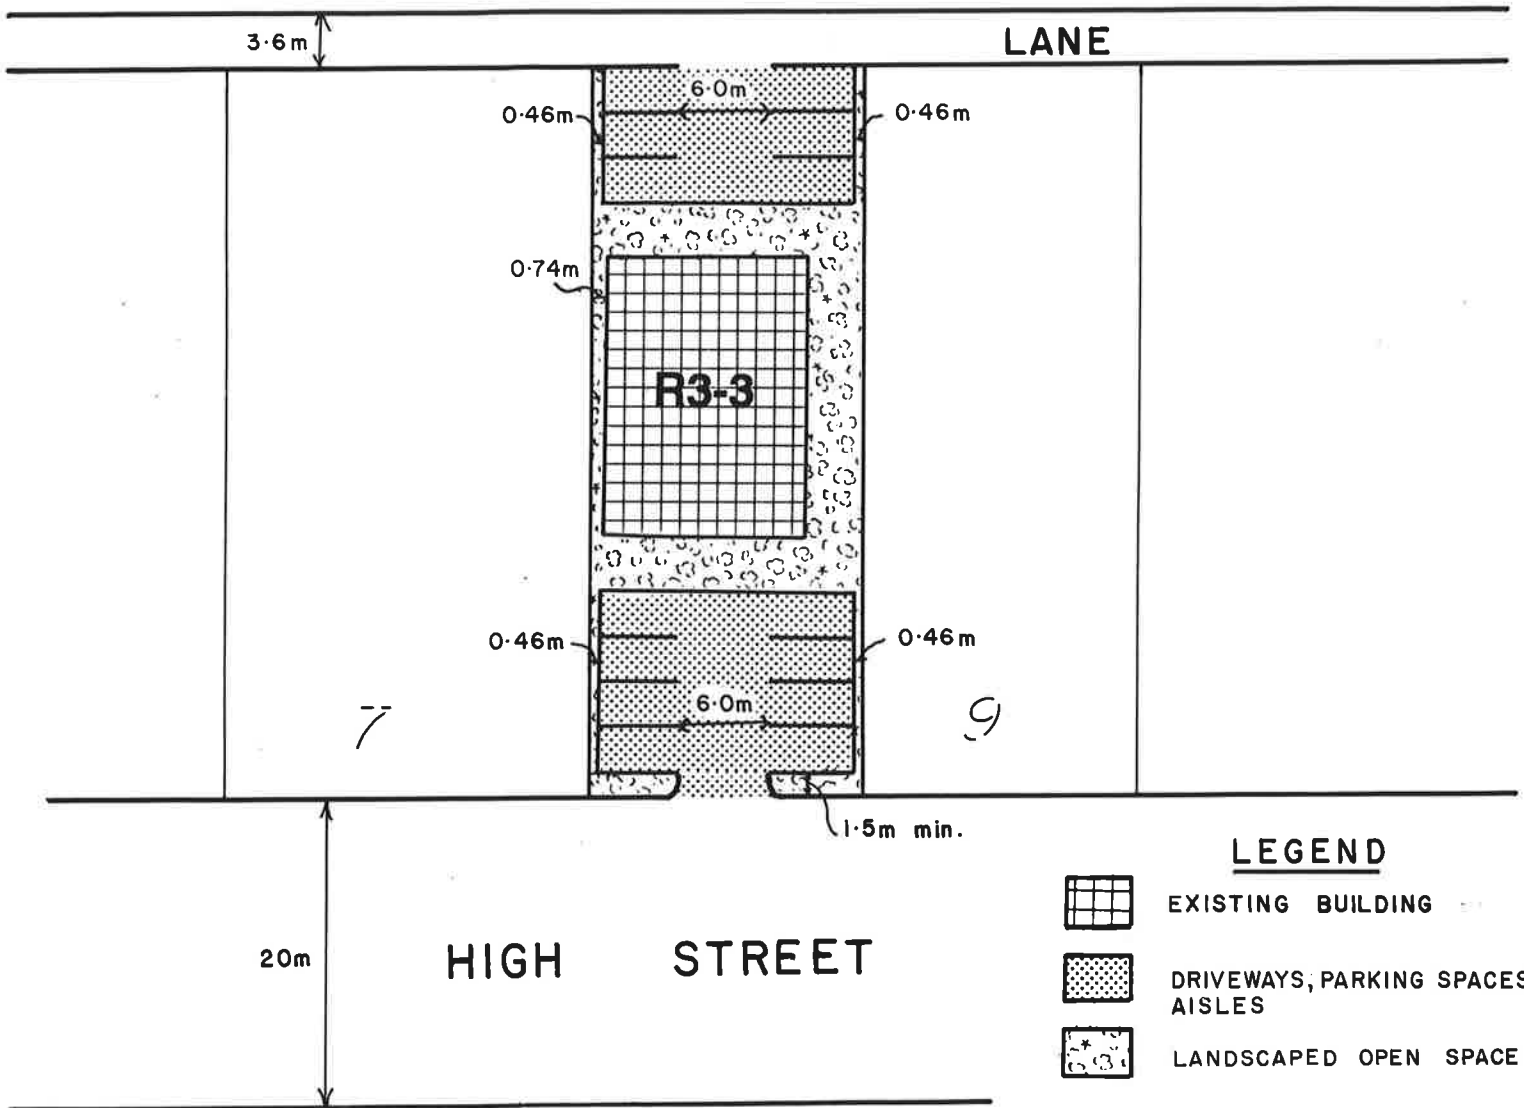 3·6m
LANE
6·0m
0·46m
0·46m
0·74m
R3-3
0·46m
0·46m
6·0m
7
9
1·5m min.
LEGEND
EXISTING BUILDING
20m
HIGH STREET
DRIVEWAYS, PARKING SPACES
AISLES
LANDSCAPED OPEN SPACE